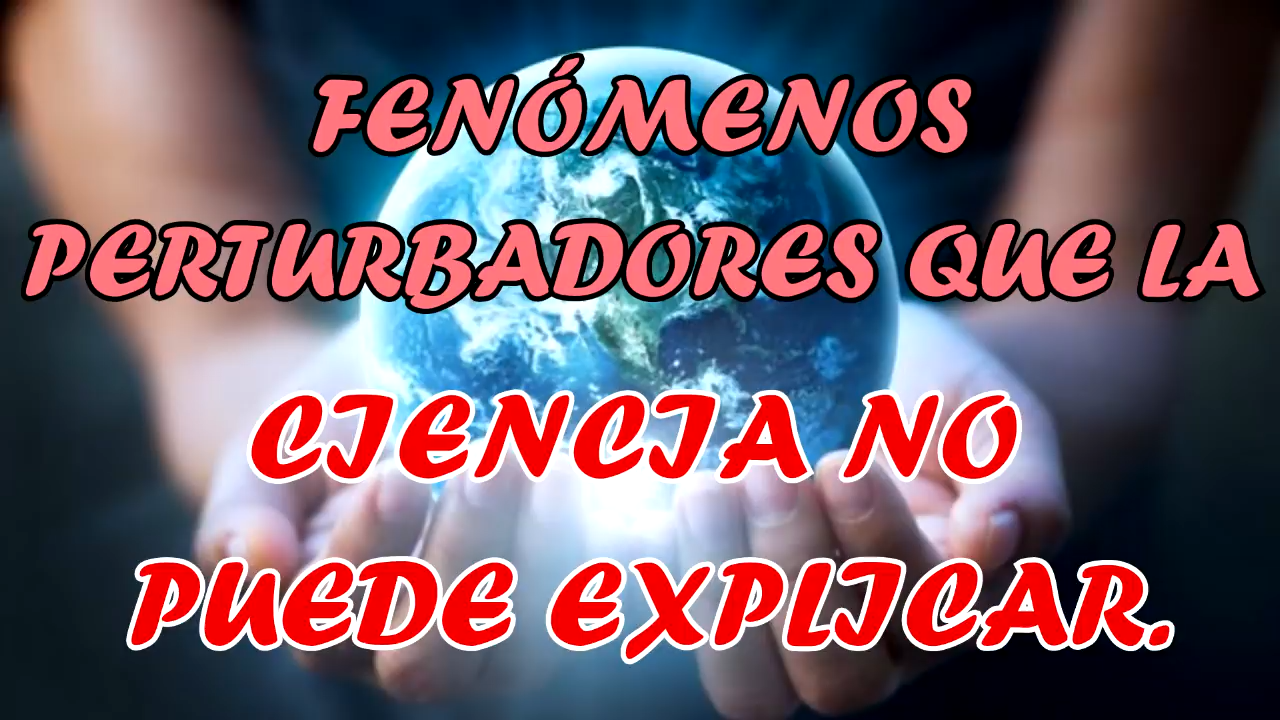 FENÓMENOS
PERTURBADORES QUE LA
CIENCIA NO
PUEDE EXPLICAR.